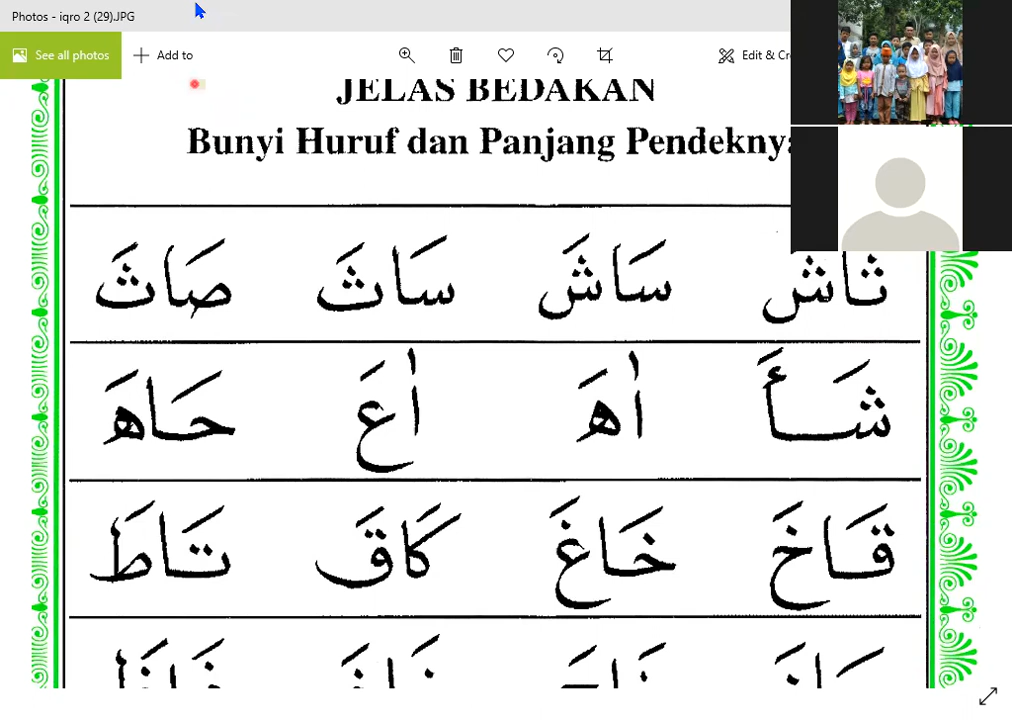 Photos - iqro 2 (29).JPG
See all photos
Add to
Edit & Cr
JELAS BEDAKAN
Bunyi Huruf dan Panjang Pendekny
ثَاشَ سَاشَ سَاثَ صَاثَ
شَأَ اٰهَ اٰعَ حَاهَ
قَاخَ خَاغَ كَاقَ تَاطَ